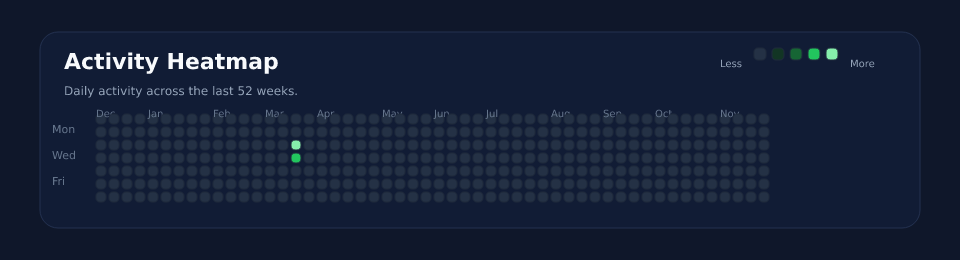 Activity Heatmap
Less More
Daily activity across the last 52 weeks.
Dec Jan Feb Mar Apr May Jun Jul Aug Sep Oct Nov
Mon
Wed
Fri